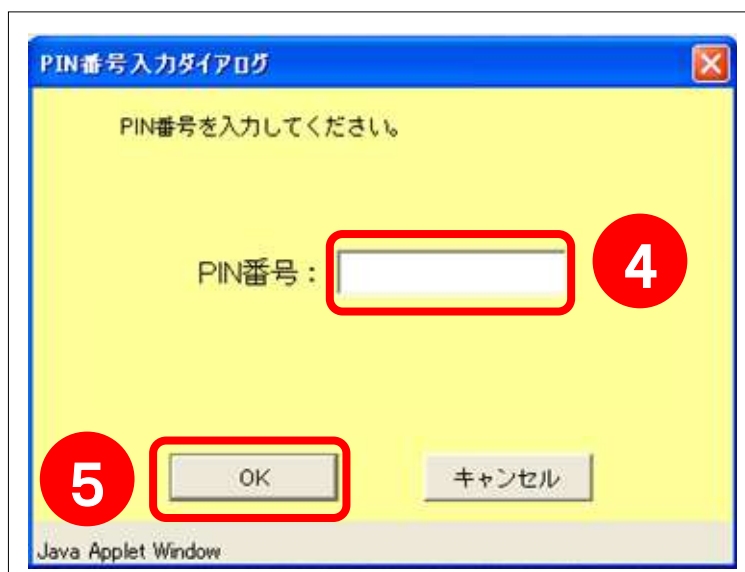 PIN番号入力ダイアログ
PIN番号を入力してください。
PIN番号：
4
5
OK
キャンセル
Java Applet Window